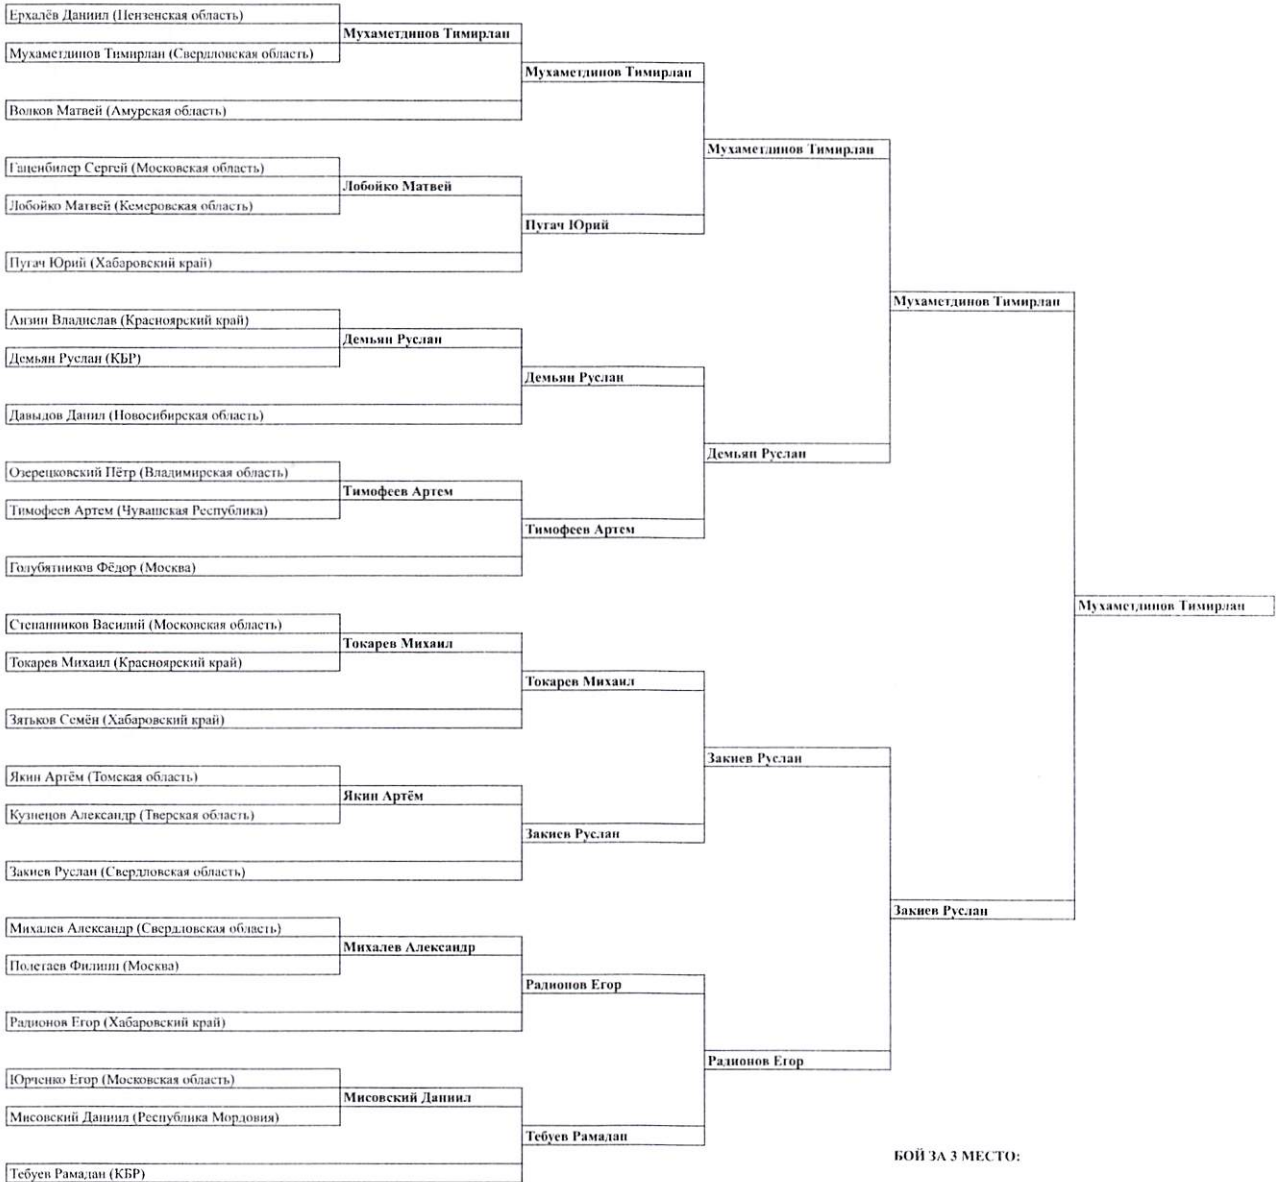 Ерхалёв Даниил (Пензенская область)
Мухаметдинов Тимирлан
Мухаметдинов Тимирлан (Свердловская область)
Мухаметдинов Тимирлан
Волков Матвей (Амурская область)
Мухаметдинов Тимирлан
Гаценбилер Сергей (Московская область)
Лобойко Матвей
Лобойко Матвей (Кемеровская область)
Пугач Юрий
Пугач Юрий (Хабаровский край)
Мухаметдинов Тимирлан
Анзин Владислав (Красноярский край)
Демьян Руслан
Демьян Руслан (КБР)
Демьян Руслан
Давыдов Данил (Новосибирская область)
Демьян Руслан
Озерецковский Пётр (Владимирская область)
Тимофеев Артем
Тимофеев Артем (Чувашская Республика)
Тимофеев Артем
Голубятников Фёдор (Москва)
Мухаметдинов Тимирлан
Степанников Василий (Московская область)
Токарев Михаил
Токарев Михаил (Красноярский край)
Токарев Михаил
Зятьков Семён (Хабаровский край)
Закиев Руслан
Якин Артём (Томская область)
Якин Артём
Кузнецов Александр (Тверская область)
Закиев Руслан
Закиев Руслан (Свердловская область)
Закиев Руслан
Михалев Александр (Свердловская область)
Михалев Александр
Полетаев Филипп (Москва)
Радионов Егор
Радионов Егор (Хабаровский край)
Радионов Егор
Юрченко Егор (Московская область)
Мисовский Даниил
Мисовский Даниил (Республика Мордовия)
Тебуев Рамадан
БОЙ ЗА 3 МЕСТО:
Тебуев Рамадан (КБР)